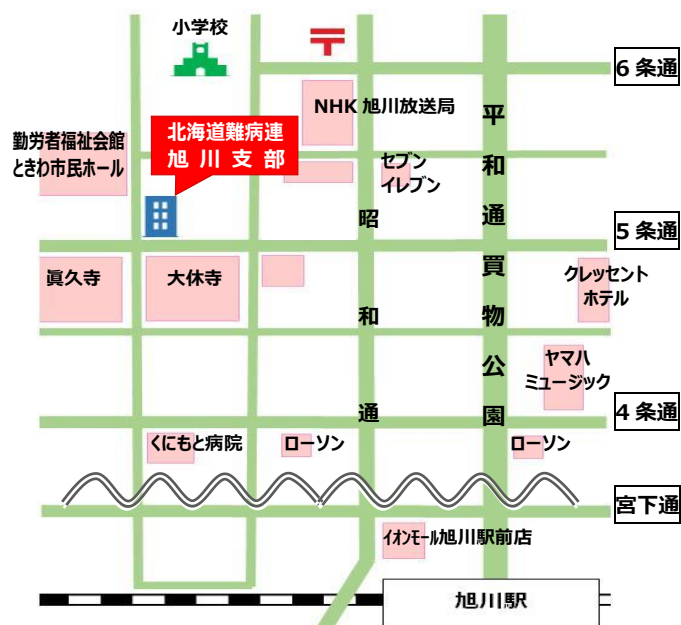 小学校
〒
6条通
NHK 旭川放送局
北海道難病連
旭川支部
勤労者福祉会館
ときわ市民ホール
セブン
イレブン
平和通買物公園
昭和通
5条通
眞久寺
大休寺
クレッセント
ホテル
ヤマハ
ミュージック
4条通
くにもと病院
ローソン
ローソン
宮下通
イオンモール旭川駅前店
旭川駅